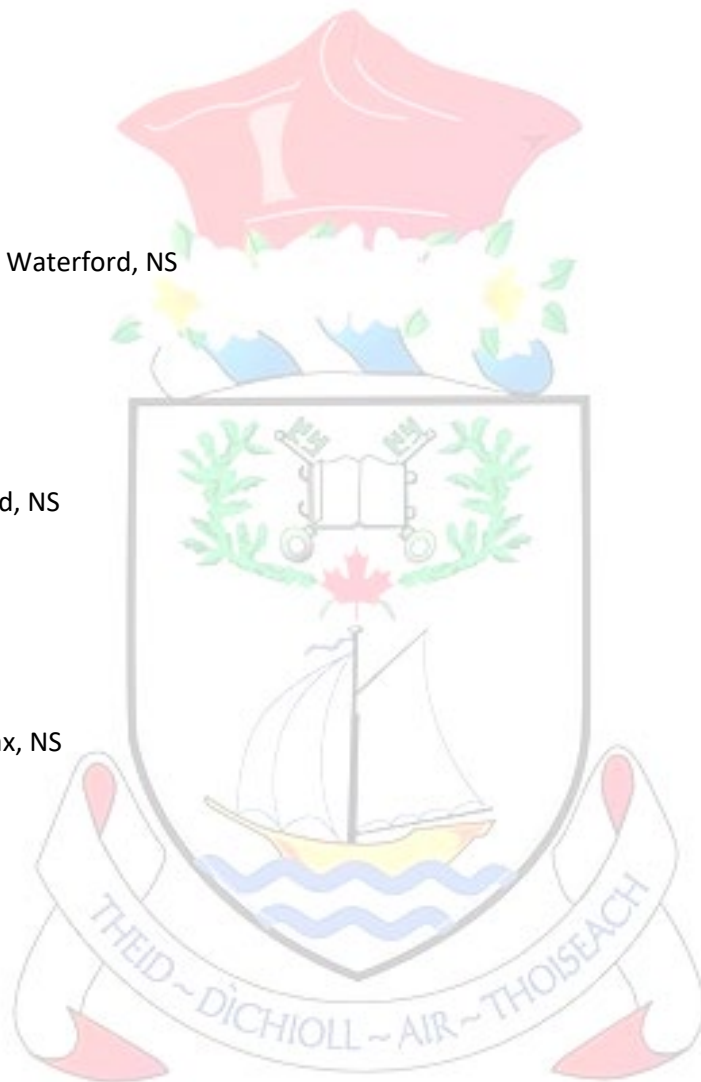 Waterford, NS
d, NS
x, NS
THEID ~ DÌCHIOLL ~ AIR ~ THOISEACH